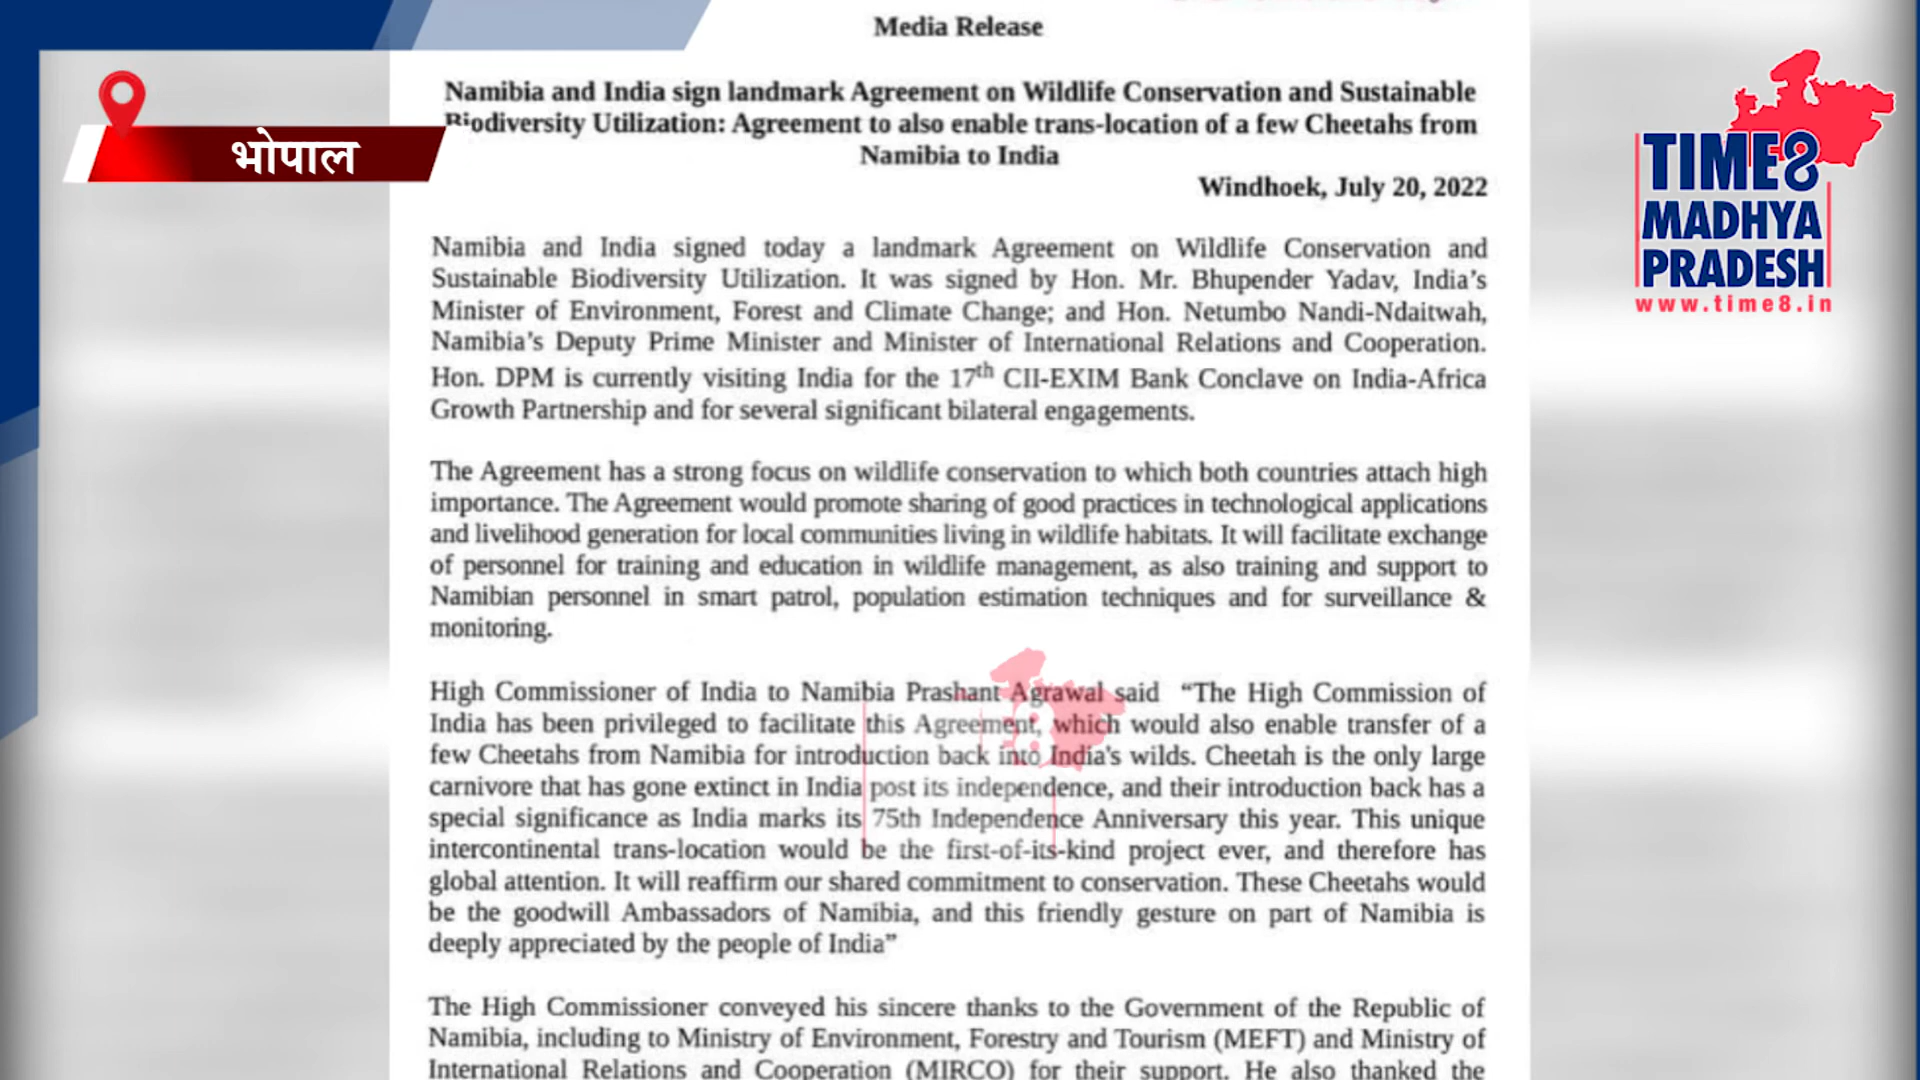 Media Release
Namibia and India sign landmark Agreement on Wildlife Conservation and Sustainable
Biodiversity Utilization: Agreement to also enable trans-location of a few Cheetahs from
Namibia to India
Windhoek, July 20, 2022
भोपाल
TIME8
MADHYA
PRADESH
www.time8.in
Namibia and India signed today a landmark Agreement on Wildlife Conservation and
Sustainable Biodiversity Utilization. It was signed by Hon. Mr. Bhupender Yadav, India’s
Minister of Environment, Forest and Climate Change; and Hon. Netumbo Nandi-Ndaitwah,
Namibia’s Deputy Prime Minister and Minister of International Relations and Cooperation.
Hon. DPM is currently visiting India for the 17th CII-EXIM Bank Conclave on India-Africa
Growth Partnership and for several significant bilateral engagements.
The Agreement has a strong focus on wildlife conservation to which both countries attach high
importance. The Agreement would promote sharing of good practices in technological applications
and livelihood generation for local communities living in wildlife habitats. It will facilitate exchange
of personnel for training and education in wildlife management, as also training and support to
Namibian personnel in smart patrol, population estimation techniques and for surveillance &
monitoring.
High Commissioner of India to Namibia Prashant Agrawal said “The High Commission of
India has been privileged to facilitate this Agreement, which would also enable transfer of a
few Cheetahs from Namibia for introduction back into India's wilds. Cheetah is the only large
carnivore that has gone extinct in India post its independence, and their introduction back has a
special significance as India marks its 75th Independence Anniversary this year. This unique
intercontinental trans-location would be the first-of-its-kind project ever, and therefore has
global attention. It will reaffirm our shared commitment to conservation. These Cheetahs would
be the goodwill Ambassadors of Namibia, and this friendly gesture on part of Namibia is
deeply appreciated by the people of India”
The High Commissioner conveyed his sincere thanks to the Government of the Republic of
Namibia, including to Ministry of Environment, Forestry and Tourism (MEFT) and Ministry of
International Relations and Cooperation (MIRCO) for their support. He also thanked the